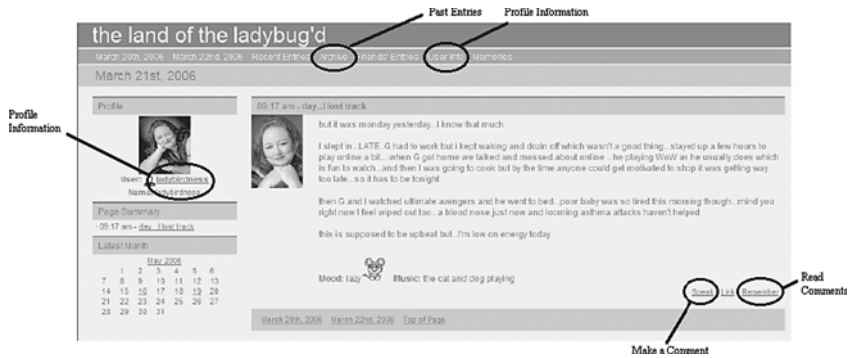 Past Entries Profile Information
the land of the ladybug'd
March 20th, 2006 March 22nd, 2006 Recent Entries Archive Friends' Entries User Info Memories
March 21st, 2006
Profile
Information
Profile
User: ladybirdness
Name: ladybirdness
Page Summary
· 09:17 am - day...I lost track
Latest Month
May 2006
1 2 3 4 5 6
7 8 9 10 11 12 13
14 15 16 17 18 19 20
21 22 23 24 25 26 27
28 29 30 31
09:17 am - day...I lost track
but it was monday yesterday...I know that much
I slept in...LATE..G had to work but i kept waking and dozin off which wasn't a good thing...stayed up a few hours to
play online a bit....when G got home we talked and messed about online ...he playing WoW as he usually does which
is fun to watch...and then I was going to cook but by the time anyone could get motivated to shop it was getting way
too late.. so it has to be tonight
then G and I watched ultimate avengers and he went to bed...poor baby was so tired this morning though...mind you
right now I feel wiped out too.. a blood nose just now and looming asthma attacks haven't helped
this is supposed to be upbeat but...i'm low on energy today
Mood: lazy Music: the cat and dog playing
Speak Link Remember
Read
Comments
March 20th, 2006 March 22nd, 2006 Top of Page
Make a Comment